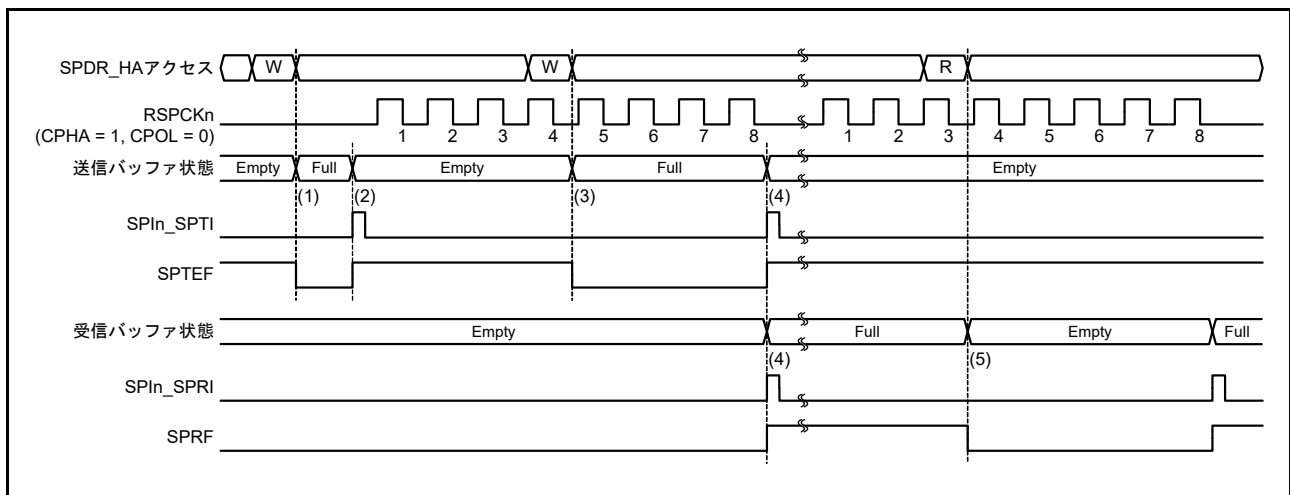 SPDR_HAアクセス W W R
RSPCKn
(CPHA = 1, CPOL = 0)
1 2 3 4 5 6 7 8 1 2 3 4 5 6 7 8
送信バッファ状態 Empty Full Empty Full Empty
(1) (2) (3) (4)
SPIn_SPTI
SPTEF
受信バッファ状態 Empty Full Empty Full
(4) (5)
SPIn_SPRI
SPRF